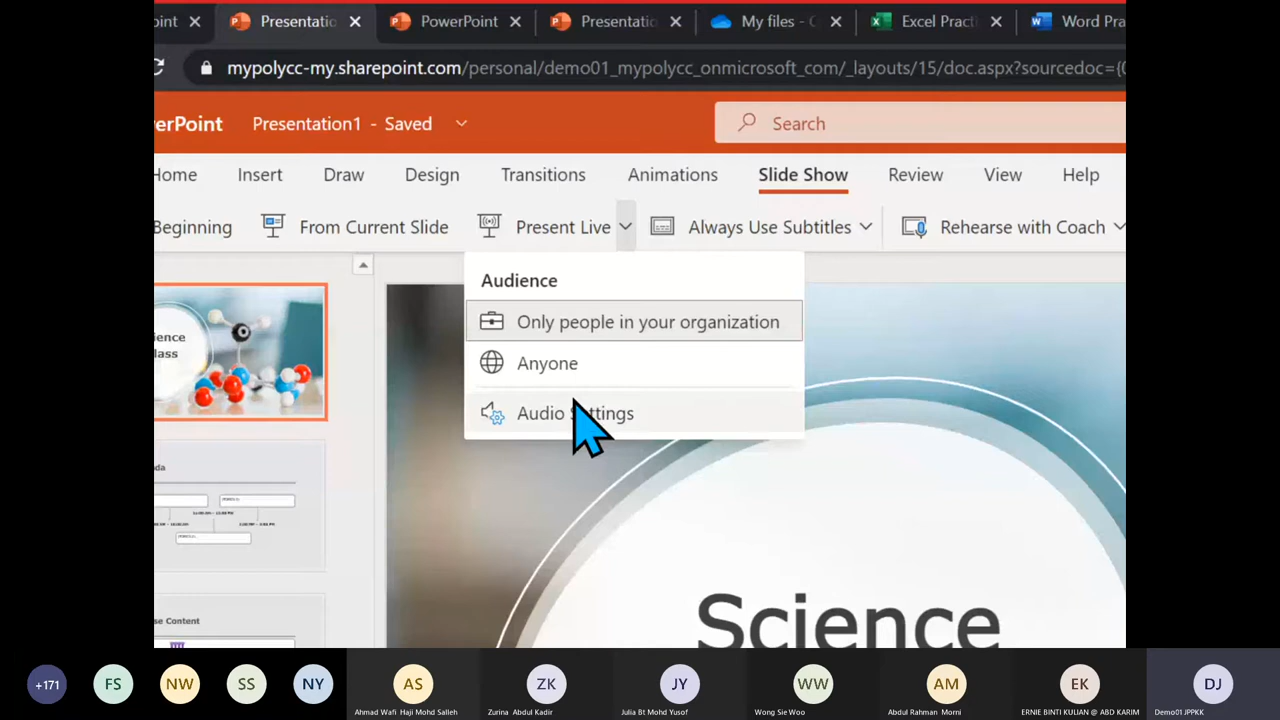 oint
Presentatio
PowerPoint
Presentatio
My files - 
Excel Practi
Word Pra
mypolycc-my.sharepoint.com/personal/demo01_mypolycc_onmicrosoft_com/_layouts/15/doc.aspx?sourcedoc={0
erPoint
Presentation1 - Saved
Search
Home Insert Draw Design Transitions Animations Slide Show Review View Help
Beginning From Current Slide Present Live Always Use Subtitles Rehearse with Coach
Audience
Only people in your organization
Anyone
Audio Settings
ience
lass
da
se Content
Science
+171 FS NW SS NY AS ZK JY WW AM EK DJ
Ahmad Wafi Haji Mohd Salleh
Zurina Abdul Kadir
Julia Bt Mohd Yusof
Wong Sie Woo
Abdul Rahman Morni
ERNIE BINTI KULIAN @ ABD KARIM
Demo01 JPPKK